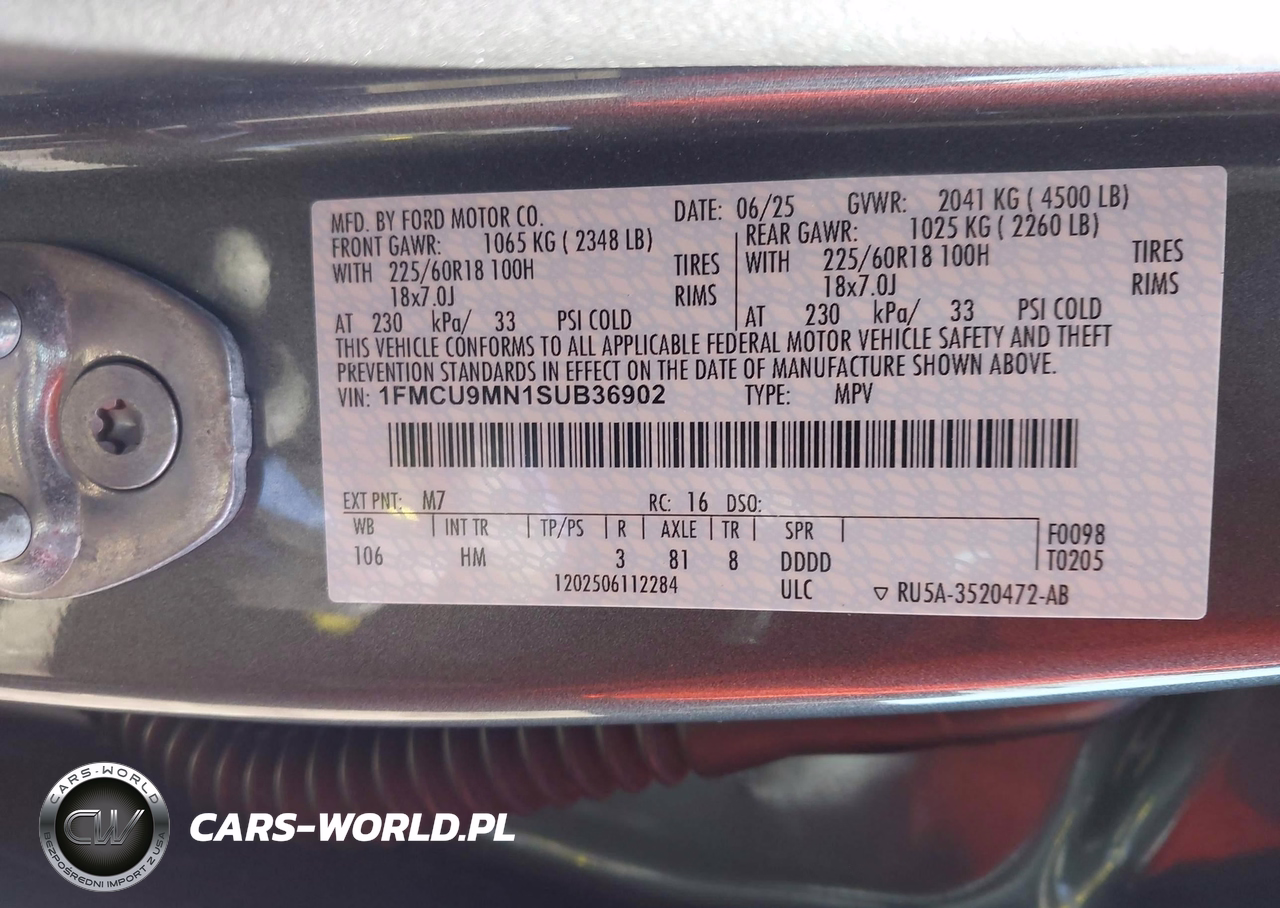 MFD. BY FORD MOTOR CO. DATE: 06/25 GVWR: 2041 KG ( 4500 LB)
FRONT GAWR: 1065 KG ( 2348 LB) REAR GAWR: 1025 KG ( 2260 LB)
WITH 225/60R18 100H TIRES WITH 225/60R18 100H TIRES
18x7.0J RIMS 18x7.0J RIMS
AT 230 kPa/ 33 PSI COLD AT 230 kPa/ 33 PSI COLD
THIS VEHICLE CONFORMS TO ALL APPLICABLE FEDERAL MOTOR VEHICLE SAFETY AND THEFT
PREVENTION STANDARDS IN EFFECT ON THE DATE OF MANUFACTURE SHOWN ABOVE.
VIN: 1FMCU9MN1SUB36902 TYPE: MPV
EXT PNT: M7 RC: 16 DSO:
WB INT TR TP/PS R AXLE TR SPR F0098
106 HM 3 81 8 DDDD T0205
1202506112284 ULC ▽ RU5A-3520472-AB
CARS-WORLD
CW
BEZPOŚREDNI IMPORT Z USA
CARS-WORLD.PL